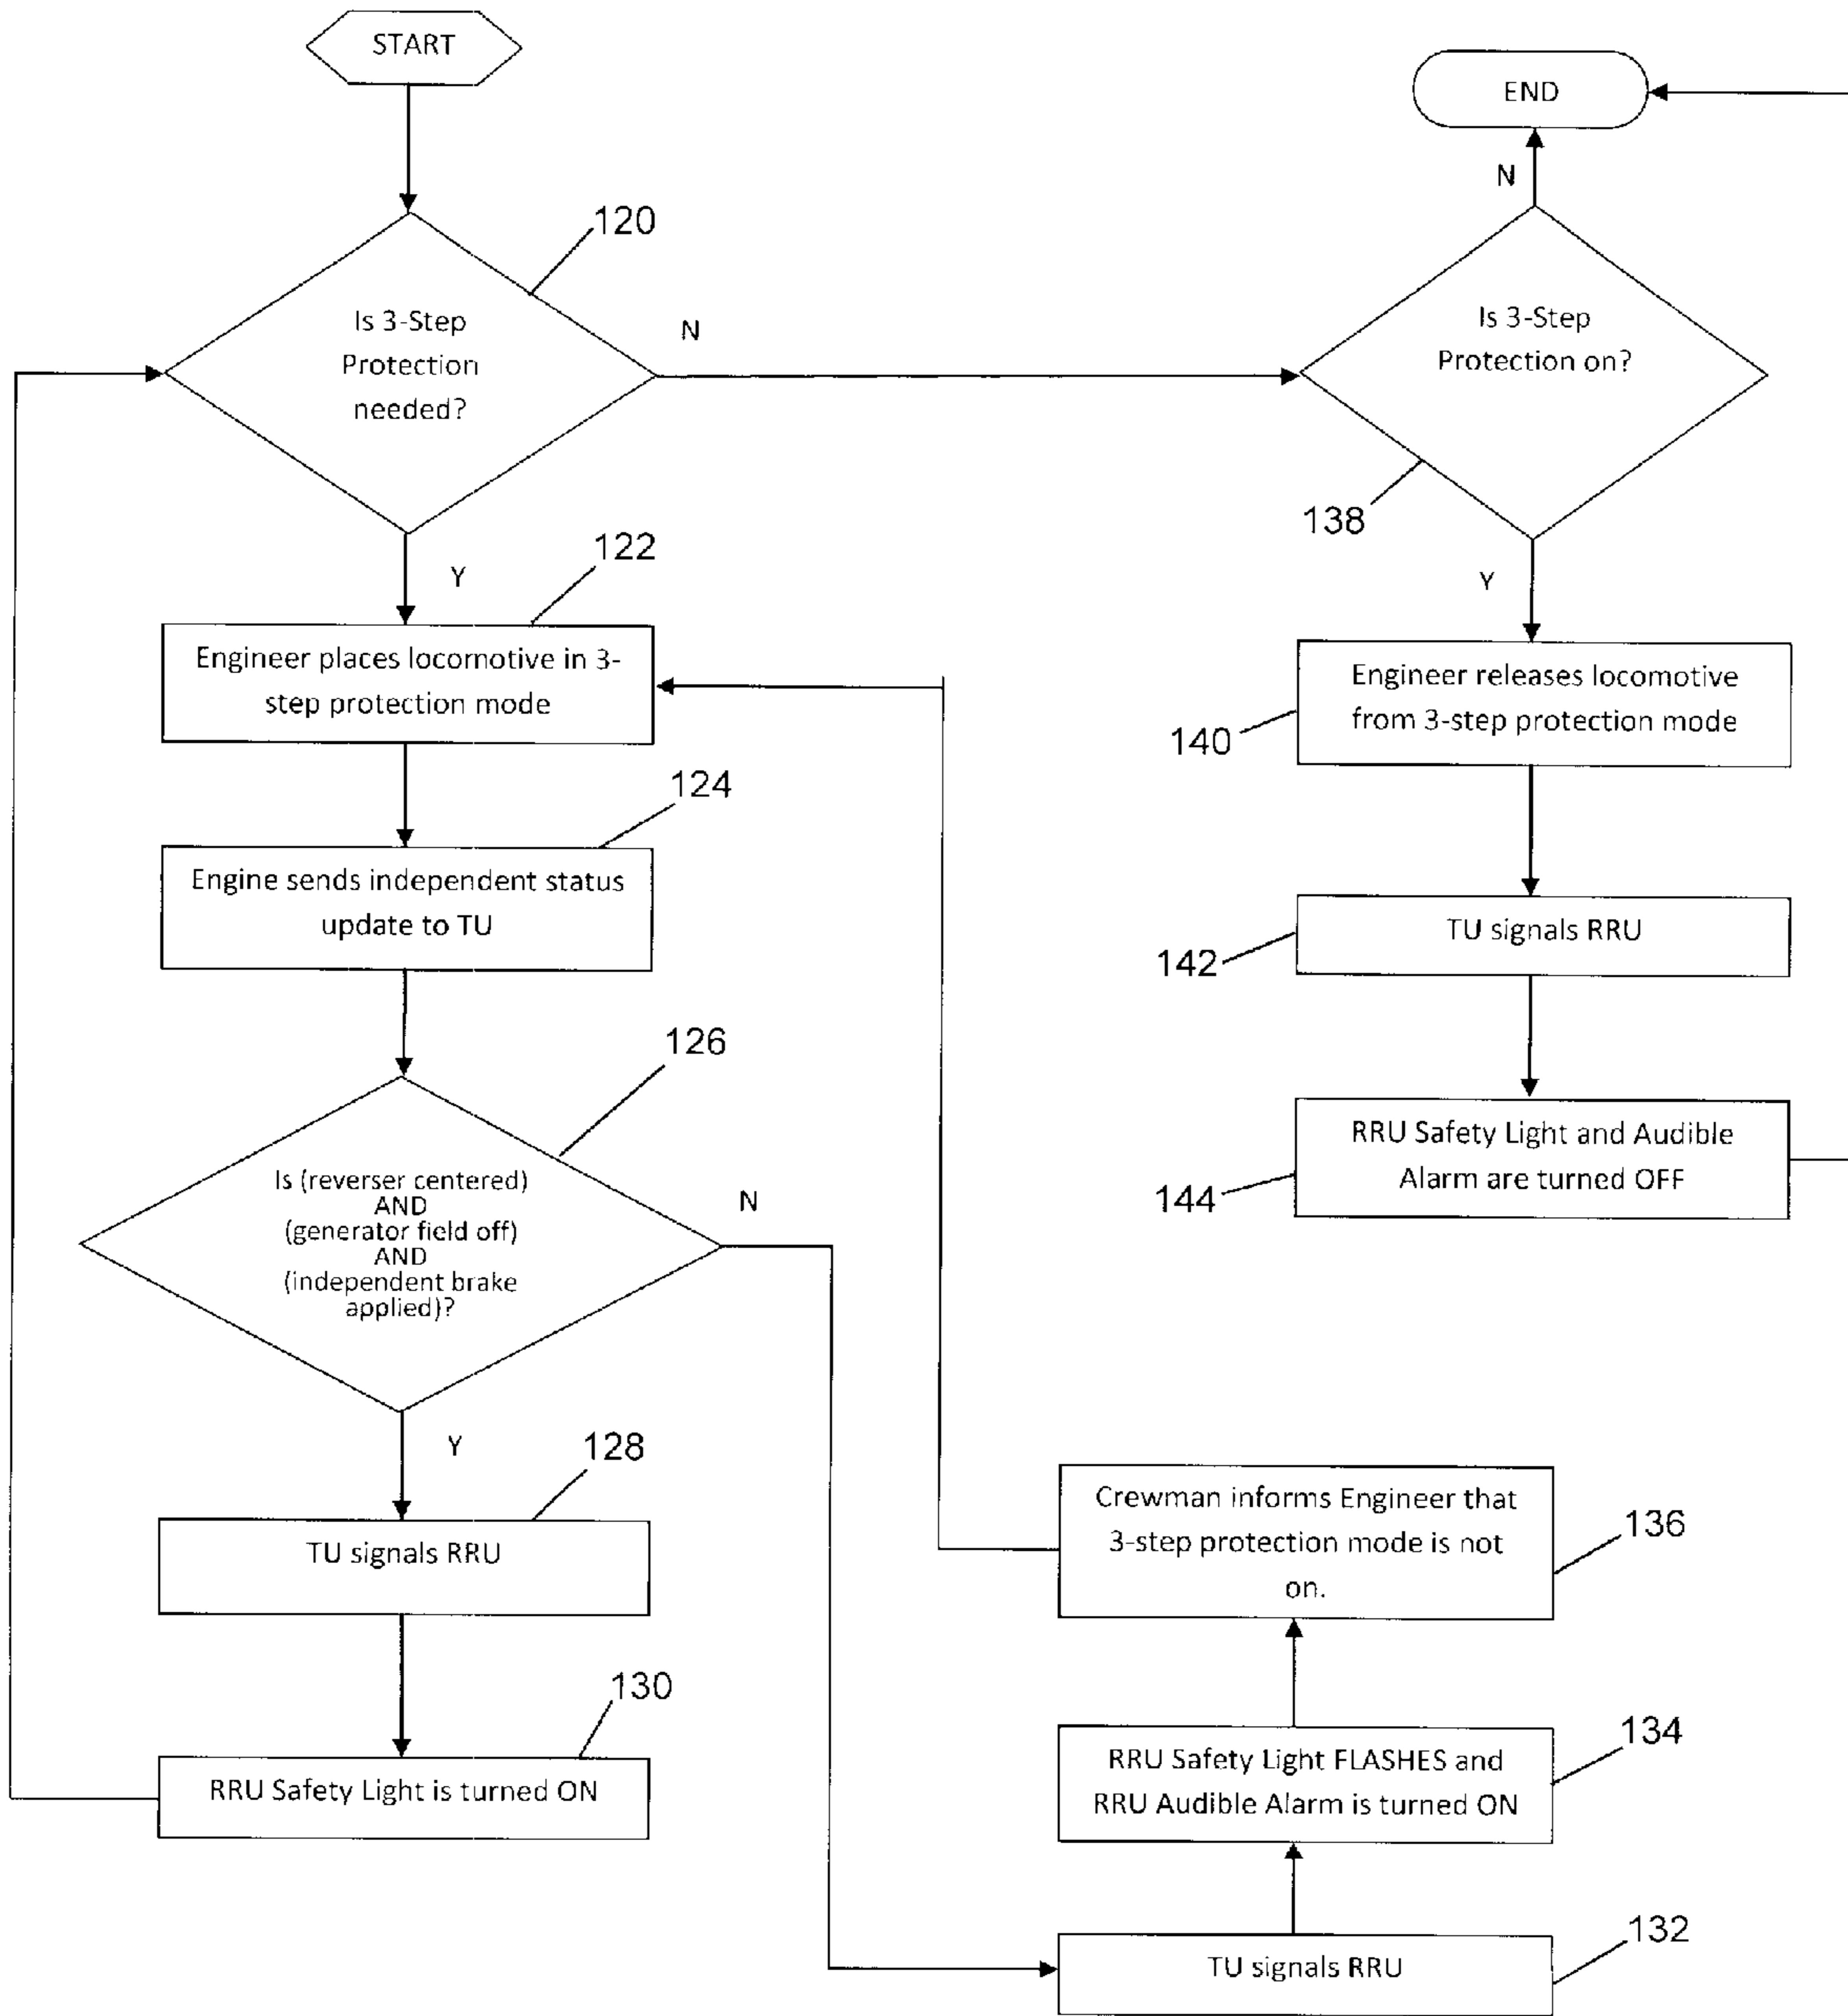 START
120
Is 3-Step
Protection
needed?
N
Y
122
Engineer places locomotive in 3-
step protection mode
124
Engine sends independent status
update to TU
126
Is (reverser centered)
AND
(generator field off)
AND
(independent brake
applied)?
N
Y
128
TU signals RRU
130
RRU Safety Light is turned ON
132
TU signals RRU
134
RRU Safety Light FLASHES and
RRU Audible Alarm is turned ON
136
Crewman informs Engineer that
3-step protection mode is not
on.
END
N
Is 3-Step
Protection on?
138
Y
Engineer releases locomotive
from 3-step protection mode
140
TU signals RRU
142
RRU Safety Light and Audible
Alarm are turned OFF
144